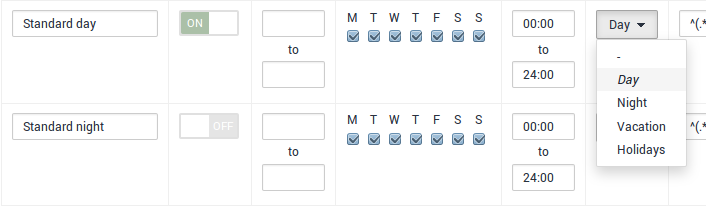 Standard day
ON
to
M T W T F S S
00:00
to
24:00
Day
^(.*
-
Day
Night
Vacation
Holidays
Standard night
OFF
to
M T W T F S S
00:00
to
24:00
^(.*